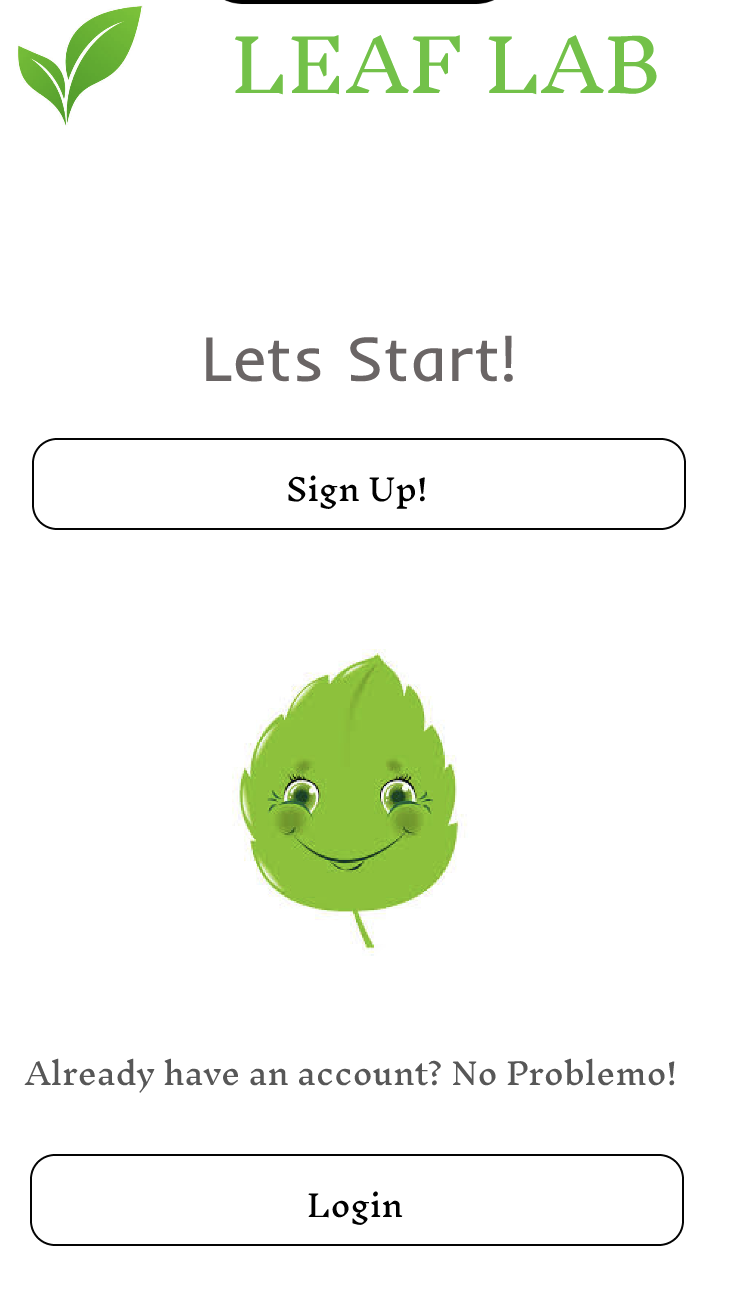 LEAF LAB
Lets Start!
Sign Up!
Already have an account? No Problemo!
Login